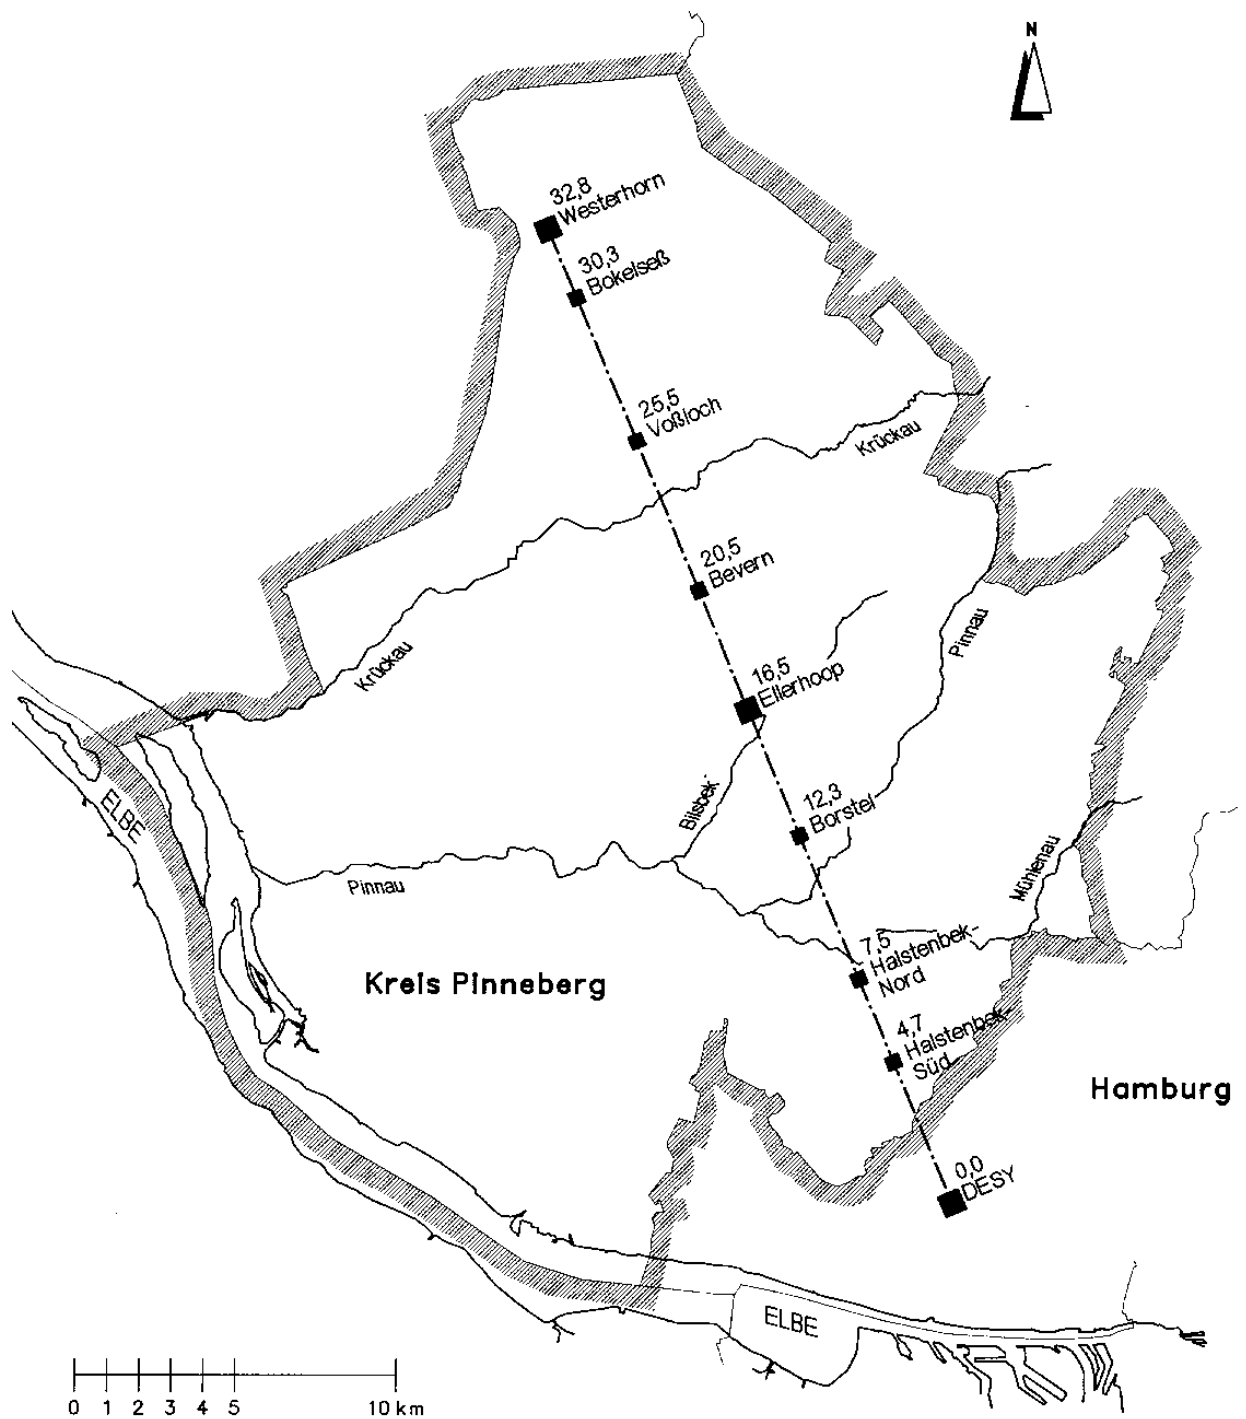 N
32,8
Westerhorn
30,3
Bokelseß
25,5
Voßloch
Krückau
20,5
Bevern
Pinnau
Krückau
16,5
Ellerhoop
ELBE
Bilsbek
12,3
Borstel
Mühlenau
Pinnau
7,5
Halstenbek-
Nord
Kreis Pinneberg
4,7
Halstenbek-
Süd
Hamburg
0,0
DESY
ELBE
0 1 2 3 4 5 10 km